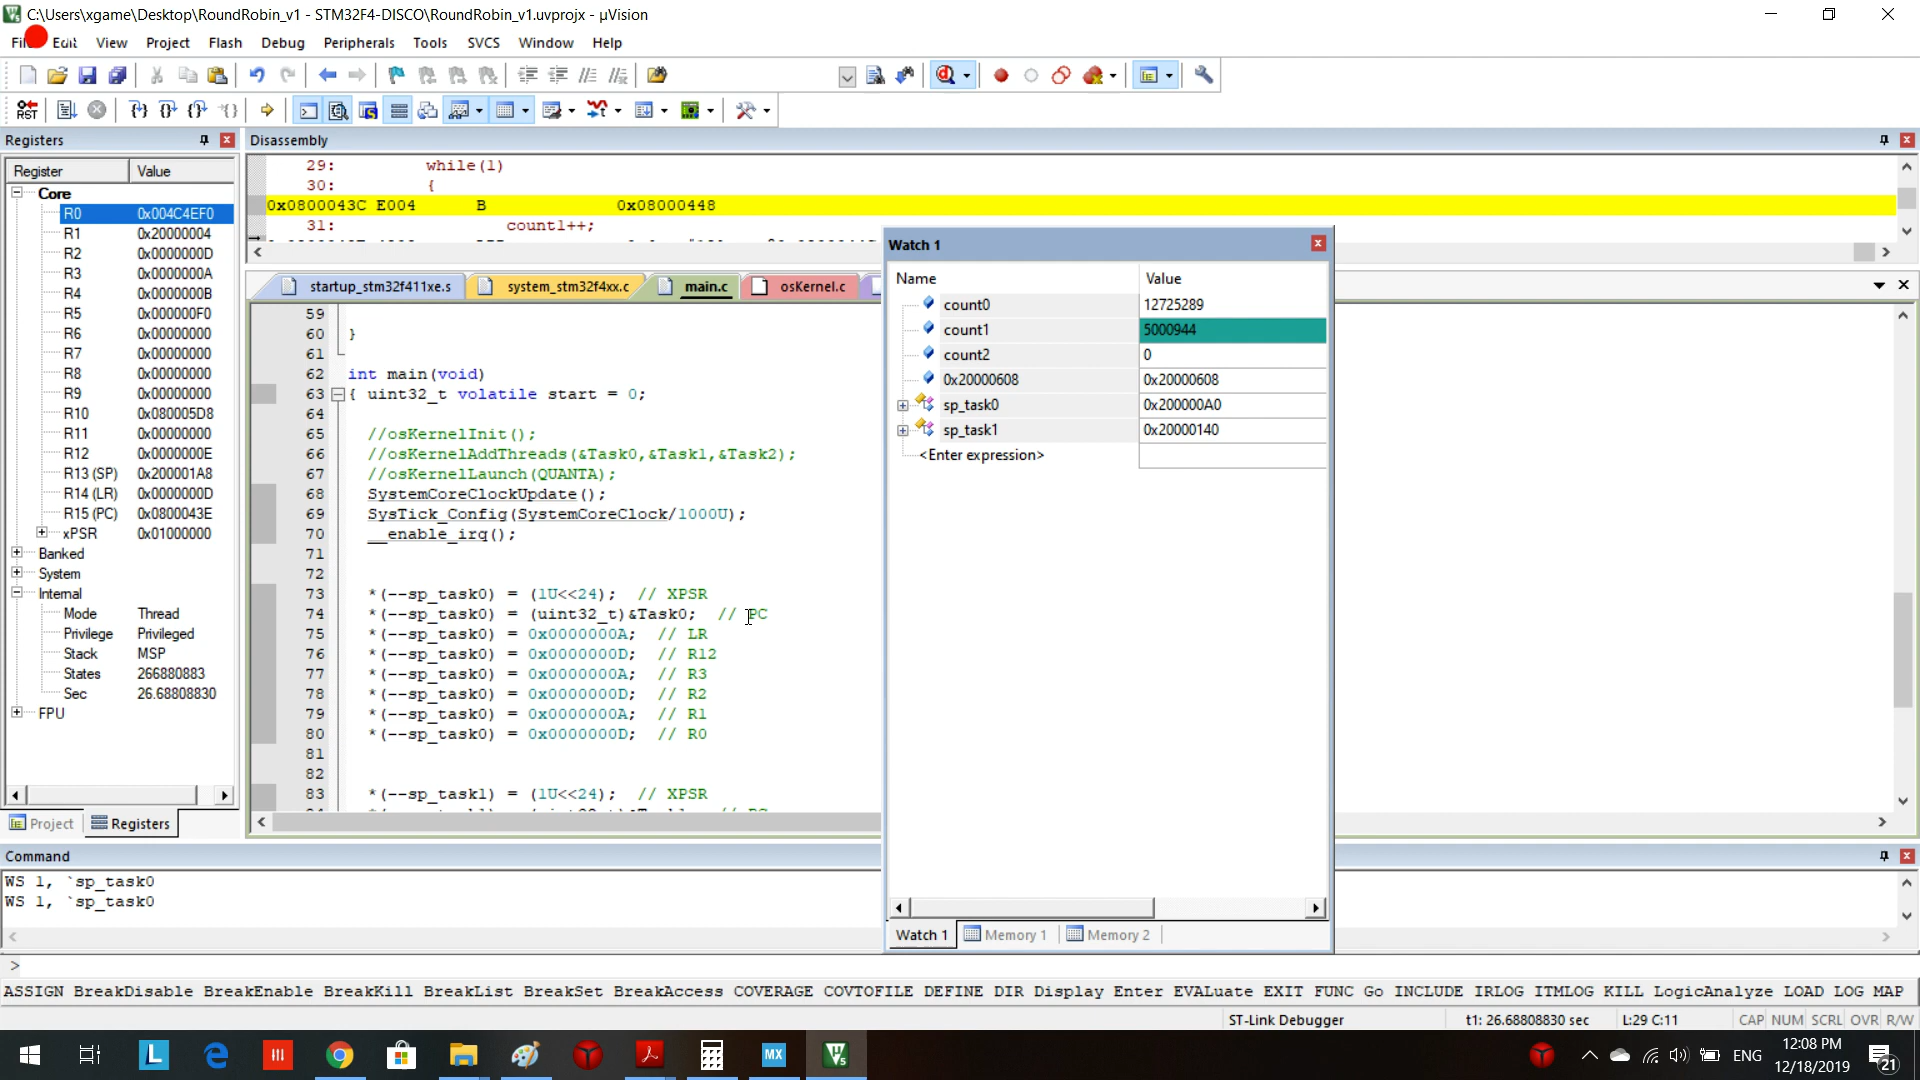 C:\Users\xgame\Desktop\RoundRobin_v1 - STM32F4-DISCO\RoundRobin_v1.uvprojx - µVision
Edit View Project Flash Debug Peripherals Tools SVCS Window Help
RST
Registers
Register Value
Core
R0 0x004C4EF0
R1 0x20000004
R2 0x0000000D
R3 0x0000000A
R4 0x0000000B
R5 0x000000F0
R6 0x00000000
R7 0x00000000
R8 0x00000000
R9 0x00000000
R10 0x080005D8
R11 0x00000000
R12 0x0000000E
R13 (SP) 0x200001A8
R14 (LR) 0x0000000D
R15 (PC) 0x0800043E
xPSR 0x01000000
Banked
System
Internal
Mode Thread
Privilege Privileged
Stack MSP
States 266880883
Sec 26.68808830
FPU
Project Registers
Disassembly
29: while(1)
30: {
0x0800043C E004 B 0x08000448
31: count1++;
startup_stm32f411xe.s system_stm32f4xx.c main.c osKernel.c
59
60 }
61
62 int main(void)
63 { uint32_t volatile start = 0;
64
65 //osKernelInit();
66 //osKernelAddThreads(&Task0,&Task1,&Task2);
67 //osKernelLaunch(QUANTA);
68 SystemCoreClockUpdate();
69 SysTick_Config(SystemCoreClock/1000U);
70 __enable_irq();
71
72
73 *(--sp_task0) = (1U<<24); // XPSR
74 *(--sp_task0) = (uint32_t)&Task0; // PC
75 *(--sp_task0) = 0x0000000A; // LR
76 *(--sp_task0) = 0x0000000D; // R12
77 *(--sp_task0) = 0x0000000A; // R3
78 *(--sp_task0) = 0x0000000D; // R2
79 *(--sp_task0) = 0x0000000A; // R1
80 *(--sp_task0) = 0x0000000D; // R0
81
82
83 *(--sp_task1) = (1U<<24); // XPSR
Watch 1
Name Value
count0 12725289
count1 5000944
count2 0
0x20000608 0x20000608
sp_task0 0x200000A0
sp_task1 0x20000140
<Enter expression>
Watch 1 Memory 1 Memory 2
Command
WS 1, `sp_task0
WS 1, `sp_task0
>
ASSIGN BreakDisable BreakEnable BreakKill BreakList BreakSet BreakAccess COVERAGE COVTOFILE DEFINE DIR Display Enter EVALuate EXIT FUNC Go INCLUDE IRLOG ITMLOG KILL LogicAnalyze LOAD LOG MAP
ST-Link Debugger t1: 26.68808830 sec L:29 C:11 CAP NUM SCRL OVR R/W
L MX ENG 12:08 PM
12/18/2019 21